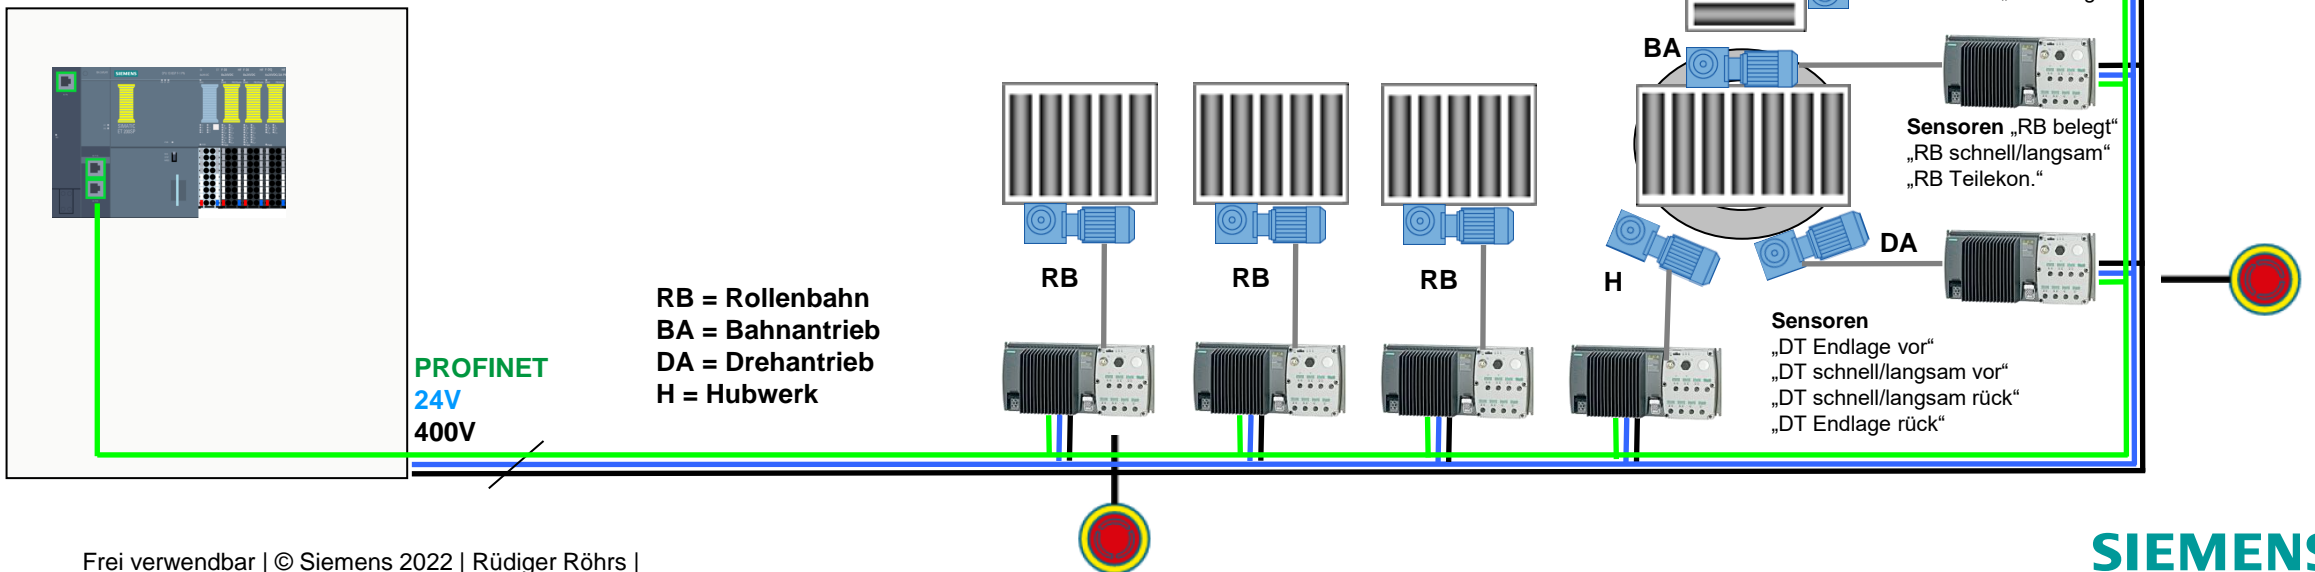 SIEMENS
BA
Sensoren „RB belegt“
„RB schnell/langsam“
„RB Teilekon.“
RB
RB
RB
H
DA
RB = Rollenbahn
BA = Bahnantrieb
DA = Drehantrieb
H = Hubwerk
Sensoren
„DT Endlage vor“
„DT schnell/langsam vor“
„DT schnell/langsam rück“
„DT Endlage rück“
PROFINET
24V
400V
Frei verwendbar | © Siemens 2022 | Rüdiger Röhrs |
SIEMENS